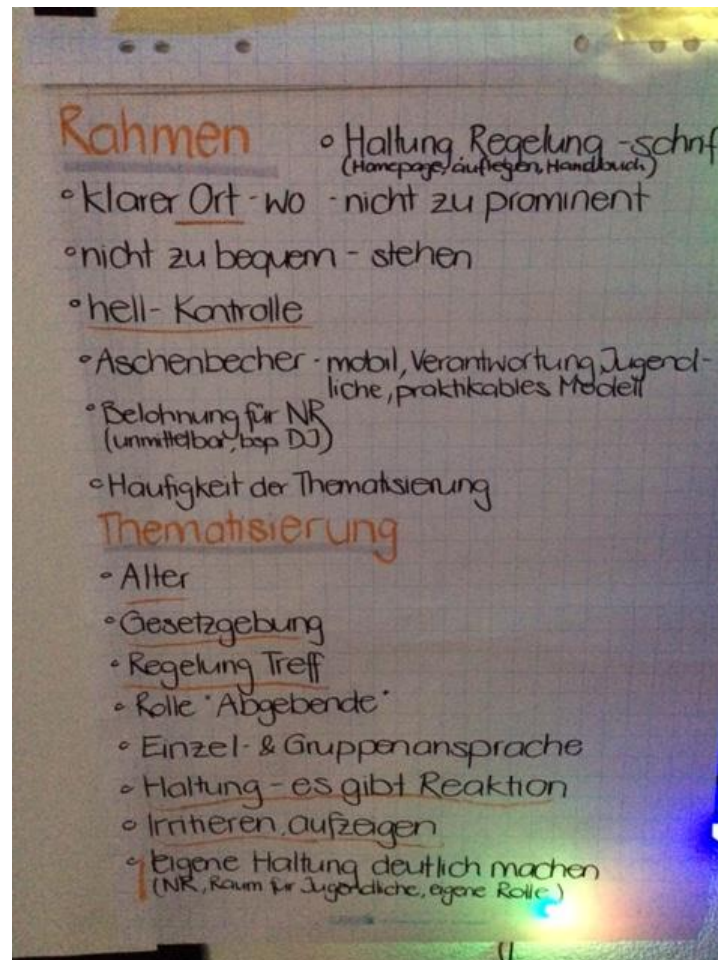 Rahmen
° Haltung Regelung - schrif
(Homepage, auflegen, Handbuch)
° klarer Ort - wo - nicht zu prominent
° nicht zu bequem - stehen
° hell - Kontrolle
° Aschenbecher - mobil, Verantwortung Jugend-
liche, praktikables Modell
° Belohnung für NR
(unmittelbar, bsp DJ)
° Häufigkeit der Thematisierung
Thematisierung
° Alter
° Gesetzgebung
° Regelung Treff
° Rolle "Abgebende"
° Einzel- & Gruppenansprache
° Haltung - es gibt Reaktion
° Irritieren, aufzeigen
° eigene Haltung deutlich machen
(NR, Raum für Jugendliche, eigene Rolle)